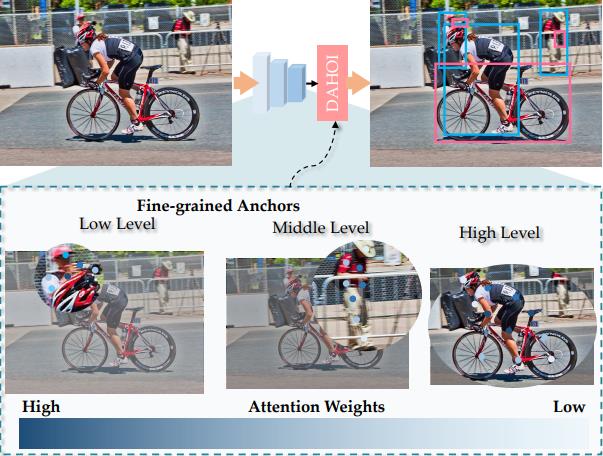 DAHOI
Fine-grained Anchors
Low Level
Middle Level
High Level
High
Attention Weights
Low